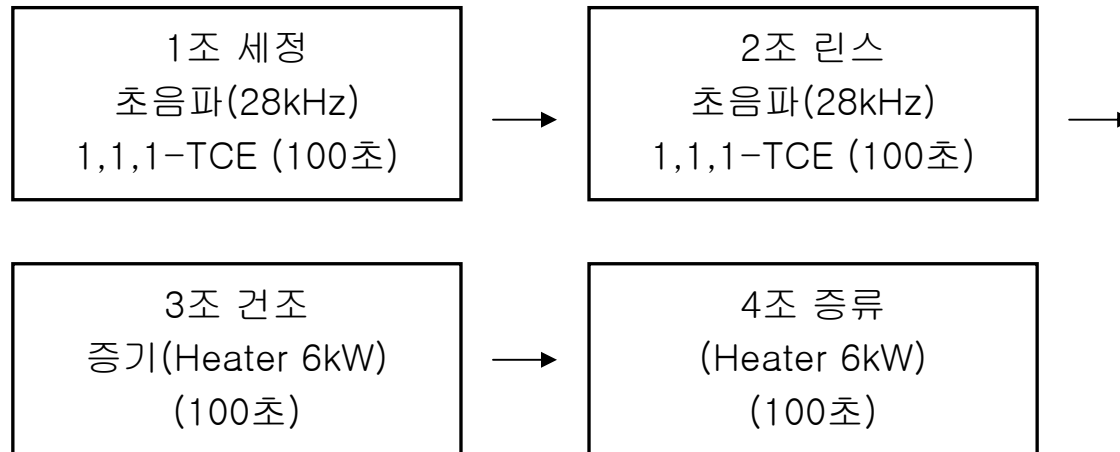 1조 세정
초음파(28kHz)
1,1,1-TCE (100초)
2조 린스
초음파(28kHz)
1,1,1-TCE (100초)
3조 건조
증기(Heater 6kW)
(100초)
4조 증류
(Heater 6kW)
(100초)